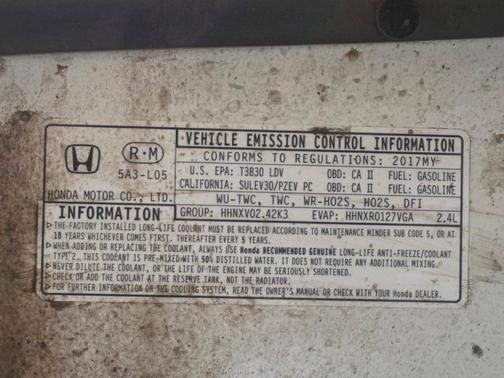 VEHICLE EMISSION CONTROL INFORMATION
R·M
5A3-L05
HONDA MOTOR CO., LTD.
CONFORMS TO REGULATIONS: 2017MY
U.S. EPA: T3B30 LDV OBD: CA II FUEL: GASOLINE
CALIFORNIA: SULEV30/PZEV PC OBD: CA II FUEL: GASOLINE
WU-TWC, TWC, WR-HO2S, HO2S, DFI
GROUP: HHNXV02.42K3 EVAP: HHNXR0127VGA 2.4L
INFORMATION
▷THE FACTORY INSTALLED LONG-LIFE COOLANT MUST BE REPLACED ACCORDING TO MAINTENANCE MINDER SUB CODE 5, OR AT
10 YEARS WHICHEVER COMES FIRST. THEREAFTER EVERY 5 YEARS.
▷WHEN ADDING OR REPLACING THE COOLANT, ALWAYS USE Honda RECOMMENDED GENUINE LONG-LIFE ANTI-FREEZE/COOLANT
TYPE 2. THIS COOLANT IS PRE-MIXED WITH 50% DISTILLED WATER. IT DOES NOT REQUIRE ANY ADDITIONAL MIXING.
▷NEVER DILUTE THE COOLANT, OR THE LIFE OF THE ENGINE MAY BE SERIOUSLY SHORTENED.
▷CHECK OR ADD THE COOLANT AT THE RESERVE TANK, NOT THE RADIATOR.
▷FOR FURTHER INFORMATION ON THE COOLING SYSTEM, READ THE OWNER'S MANUAL OR CHECK WITH YOUR Honda DEALER.